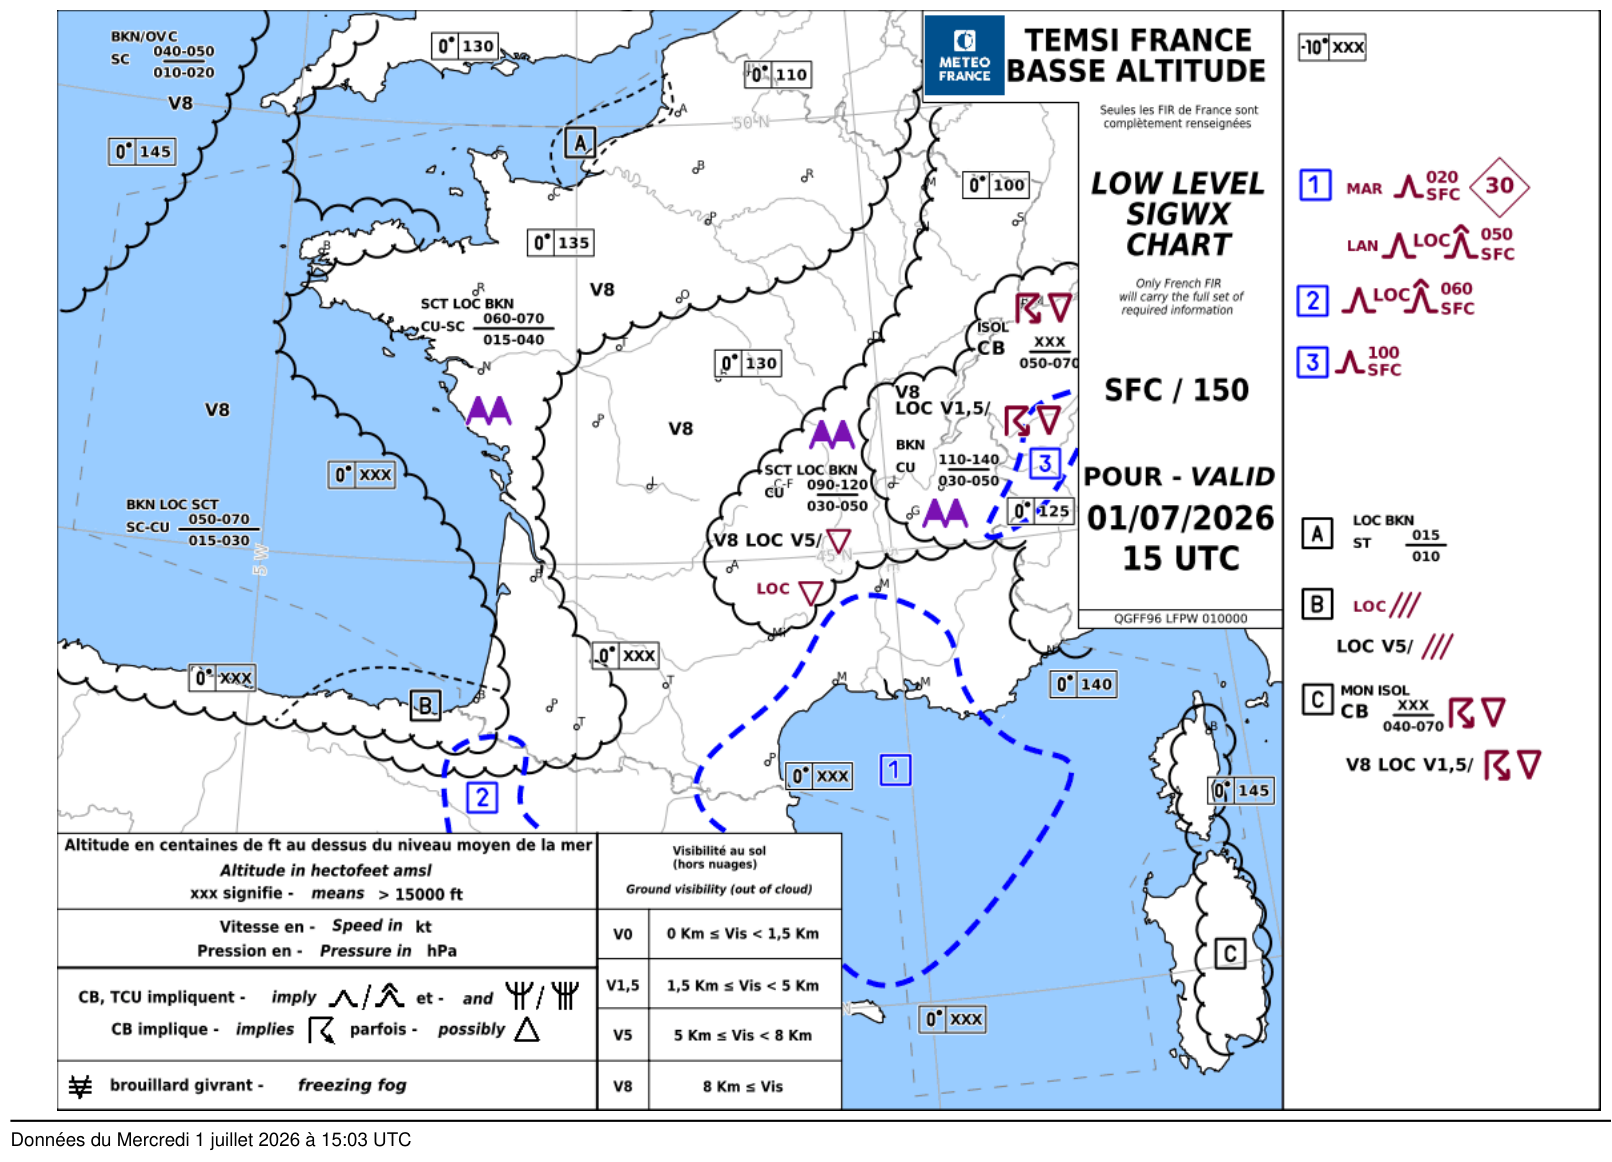 BKN/OVC
SC 040-050
010-020
V8
0° 145
0° 130
0° 110
50 N
A
METEO
FRANCE
TEMSI FRANCE
BASSE ALTITUDE
Seules les FIR de France sont
complètement renseignées
LOW LEVEL
SIGWX
CHART
Only French FIR
will carry the full set of
required information
SFC / 150
POUR - VALID
01/07/2026
15 UTC
QGFF96 LFPW 010000
0° 100
0° 135
V8
SCT LOC BKN
CU-SC 060-070
015-040
0° 130
V8
V8
0° xxx
BKN LOC SCT
SC-CU 050-070
015-030
5 W
ISOL
CB xxx
050-070
V8
LOC V1,5/
BKN
CU 110-140
030-050
3
0° 125
SCT LOC BKN
CU 090-120
030-050
V8 LOC V5/
45 N
LOC
0° xxx
0° xxx
B
2
0° 140
1
0° xxx
0° 145
C
0° xxx
-10° xxx
1 MAR 020
SFC 30
LAN LOC 050
SFC
2 LOC 060
SFC
3 100
SFC
A LOC BKN
ST 015
010
B LOC
LOC V5/
C MON ISOL
CB xxx
040-070
V8 LOC V1,5/
Altitude en centaines de ft au dessus du niveau moyen de la mer
Altitude in hectofeet amsl
xxx signifie - means > 15000 ft
Vitesse en - Speed in kt
Pression en - Pressure in hPa
CB, TCU impliquent - imply / et - and /
CB implique - implies parfois - possibly
brouillard givrant - freezing fog
Visibilité au sol
(hors nuages)
Ground visibility (out of cloud)
V0 0 Km ≤ Vis < 1,5 Km
V1,5 1,5 Km ≤ Vis < 5 Km
V5 5 Km ≤ Vis < 8 Km
V8 8 Km ≤ Vis
Données du Mercredi 1 juillet 2026 à 15:03 UTC